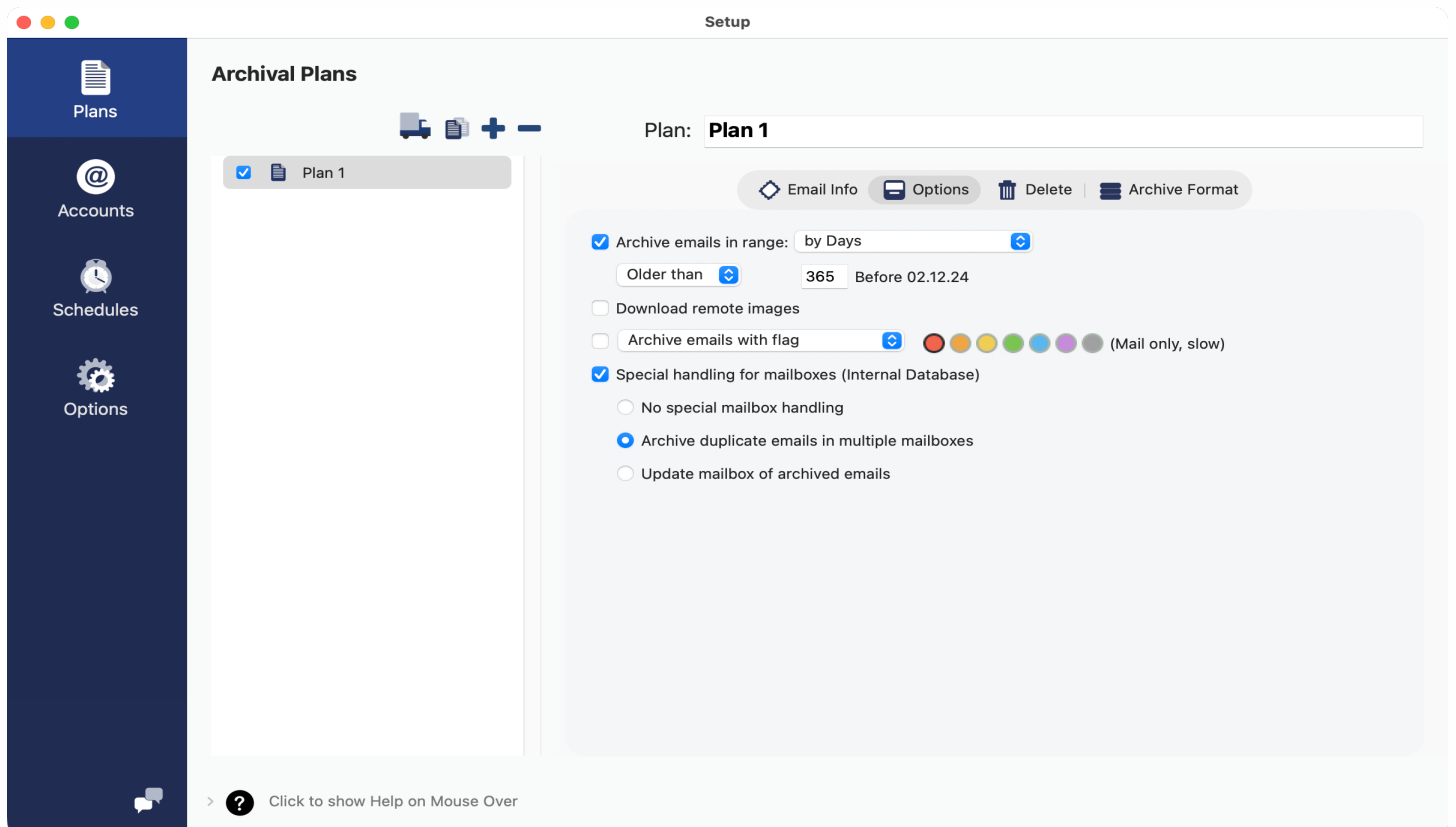 Setup
Plans
Accounts
Schedules
Options
Archival Plans
Plan 1
Plan: Plan 1
Email Info Options Delete Archive Format
Archive emails in range: by Days
Older than 365 Before 02.12.24
Download remote images
Archive emails with flag (Mail only, slow)
Special handling for mailboxes (Internal Database)
No special mailbox handling
Archive duplicate emails in multiple mailboxes
Update mailbox of archived emails
? Click to show Help on Mouse Over